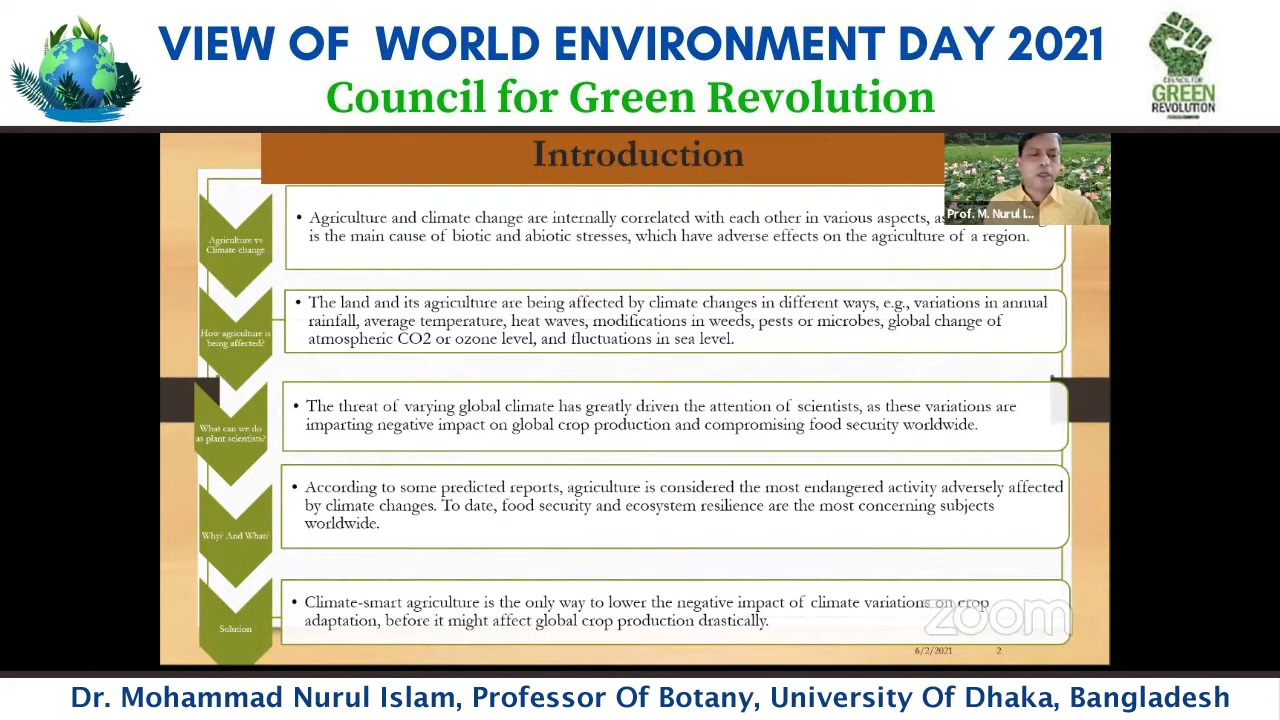 VIEW OF WORLD ENVIRONMENT DAY 2021
Council for Green Revolution
COUNCIL FOR
GREEN
REVOLUTION
Introduction
Prof. M. Nurul I...
Agriculture vs.
Climate change
• Agriculture and climate change are internally correlated with each other in various aspects,
is the main cause of biotic and abiotic stresses, which have adverse effects on the agriculture of a region.
How agriculture is
being affected?
• The land and its agriculture are being affected by climate changes in different ways, e.g., variations in annual
rainfall, average temperature, heat waves, modifications in weeds, pests or microbes, global change of
atmospheric CO2 or ozone level, and fluctuations in sea level.
What can we do
as plant scientists?
• The threat of varying global climate has greatly driven the attention of scientists, as these variations are
imparting negative impact on global crop production and compromising food security worldwide.
Why? And What?
• According to some predicted reports, agriculture is considered the most endangered activity adversely affected
by climate changes. To date, food security and ecosystem resilience are the most concerning subjects
worldwide.
Solution
• Climate-smart agriculture is the only way to lower the negative impact of climate variations on crop
adaptation, before it might affect global crop production drastically.
zoom
6/2/2021 2
Dr. Mohammad Nurul Islam, Professor Of Botany, University Of Dhaka, Bangladesh